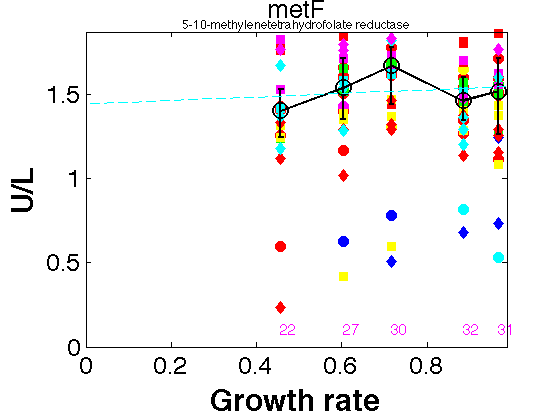 metF
5-10-methylenetetrahydrofolate reductase
U/L
1.5
1
0.5
0
22 27 30 32 31
0 0.2 0.4 0.6 0.8
Growth rate